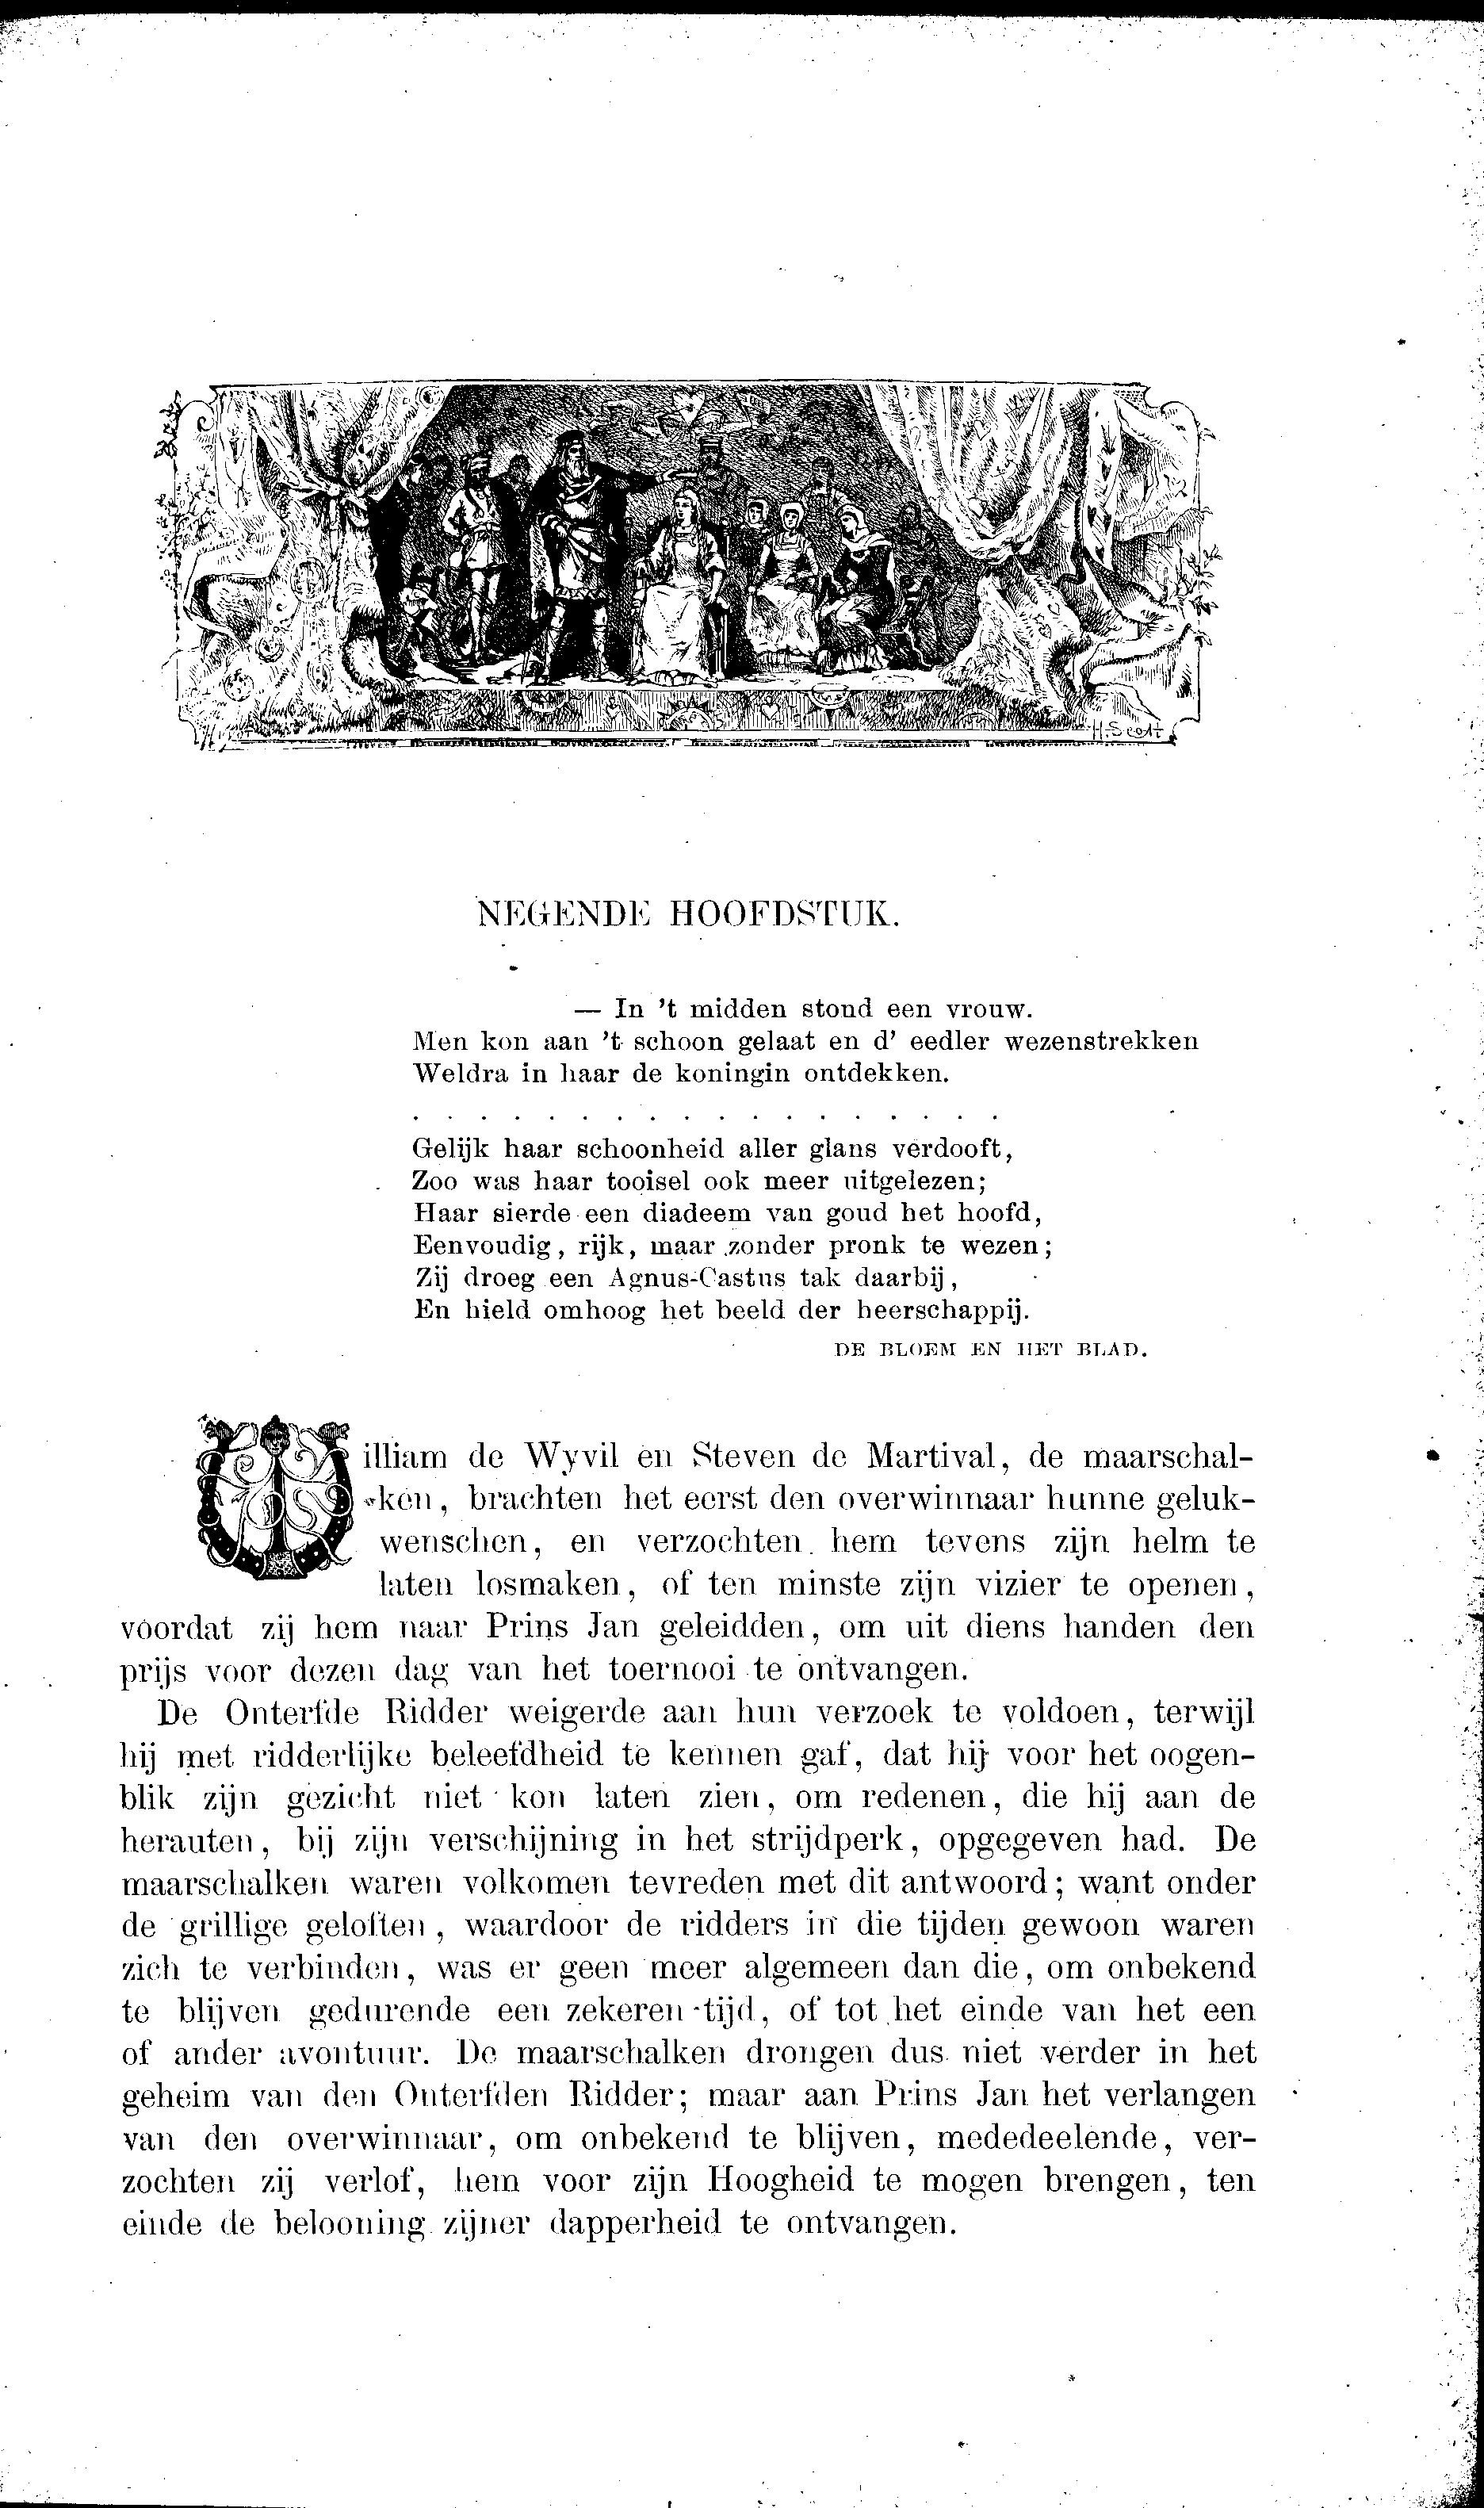 H. Scott
NEGENDE HOOFDSTUK.
— In 't midden stond een vrouw.
Men kon aan 't schoon gelaat en d' eedler wezenstrekken
Weldra in haar de koningin ontdekken.
. . . . . . . . . . . . . . . . . .
Gelijk haar schoonheid aller glans verdooft,
Zoo was haar tooisel ook meer uitgelezen;
Haar sierde een diadeem van goud het hoofd,
Eenvoudig, rijk, maar zonder pronk te wezen;
Zij droeg een Agnus-Castus tak daarbij,
En hield omhoog het beeld der heerschappij.
DE BLOEM EN HET BLAD.
William de Wyvil en Steven de Martival, de maarschal-
ken, brachten het eerst den overwinnaar hunne geluk-
wenschen, en verzochten hem tevens zijn helm te
laten losmaken, of ten minste zijn vizier te openen,
voordat zij hem naar Prins Jan geleidden, om uit diens handen den
prijs voor dezen dag van het toernooi te ontvangen.
De Onterfde Ridder weigerde aan hun verzoek te voldoen, terwijl
hij met ridderlijke beleefdheid te kennen gaf, dat hij voor het oogen-
blik zijn gezicht niet kon laten zien, om redenen, die hij aan de
herauten, bij zijn verschijning in het strijdperk, opgegeven had. De
maarschalken waren volkomen tevreden met dit antwoord; want onder
de grillige geloften, waardoor de ridders in die tijden gewoon waren
zich te verbinden, was er geen meer algemeen dan die, om onbekend
te blijven gedurende een zekeren tijd, of tot het einde van het een
of ander avontuur. De maarschalken drongen dus niet verder in het
geheim van den Onterfden Ridder; maar aan Prins Jan het verlangen
van den overwinnaar, om onbekend te blijven, mededeelende, ver-
zochten zij verlof, hem voor zijn Hoogheid te mogen brengen, ten
einde de belooning zijner dapperheid te ontvangen.